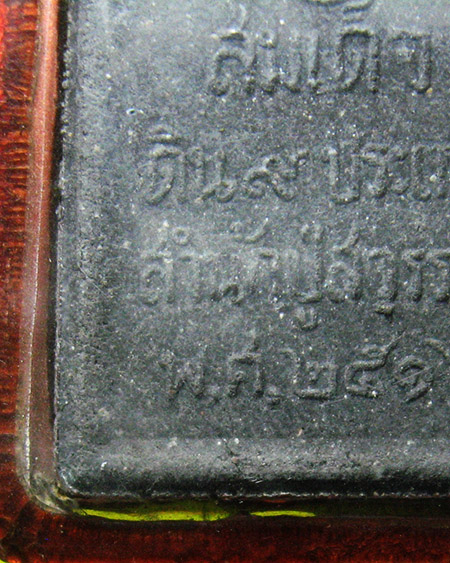 สมเด็จ
ดิน๙ ประเ
สำนักปู่สวรร
พ.ศ.๒๕๑